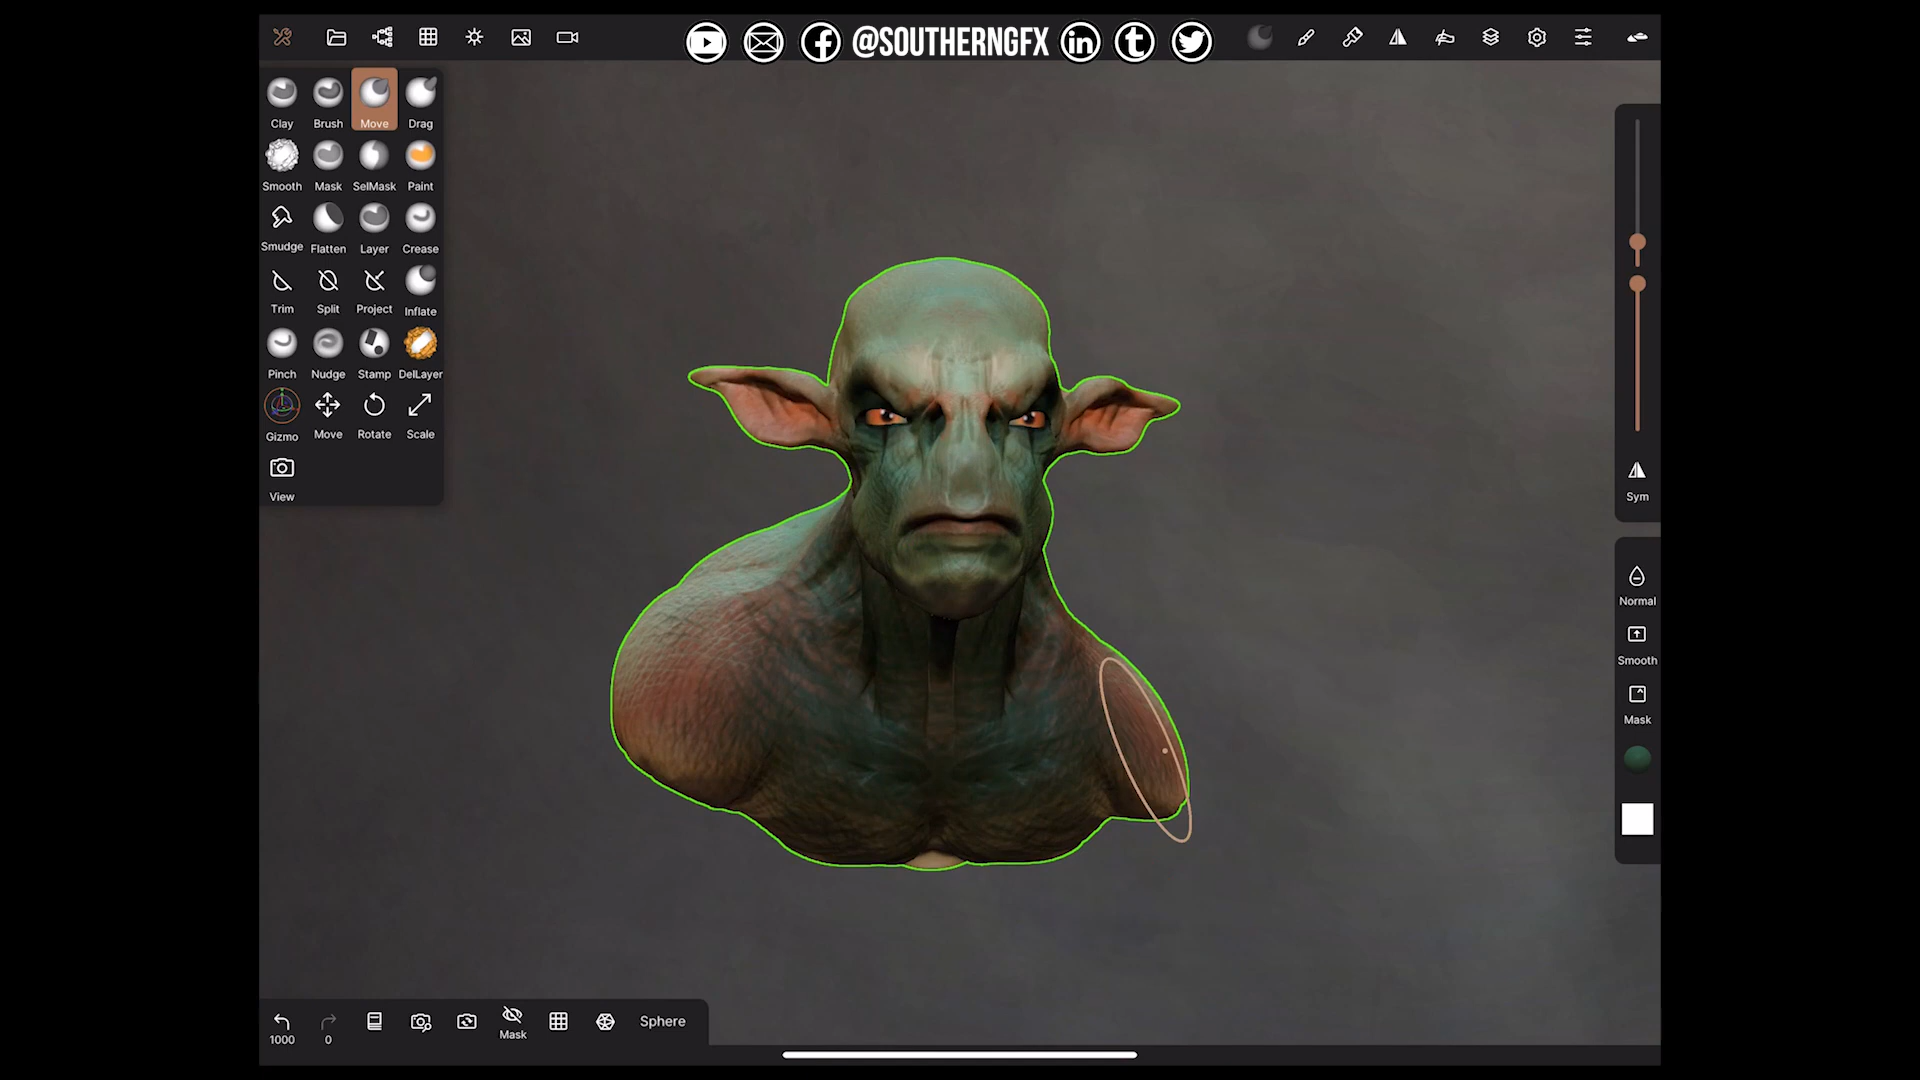 @SOUTHERNGFX
Clay Brush Move Drag
Smooth Mask SelMask Paint
Smudge Flatten Layer Crease
Trim Split Project Inflate
Pinch Nudge Stamp DelLayer
Gizmo Move Rotate Scale
View
Sym
Normal
Smooth
Mask
1000 0 Mask Sphere